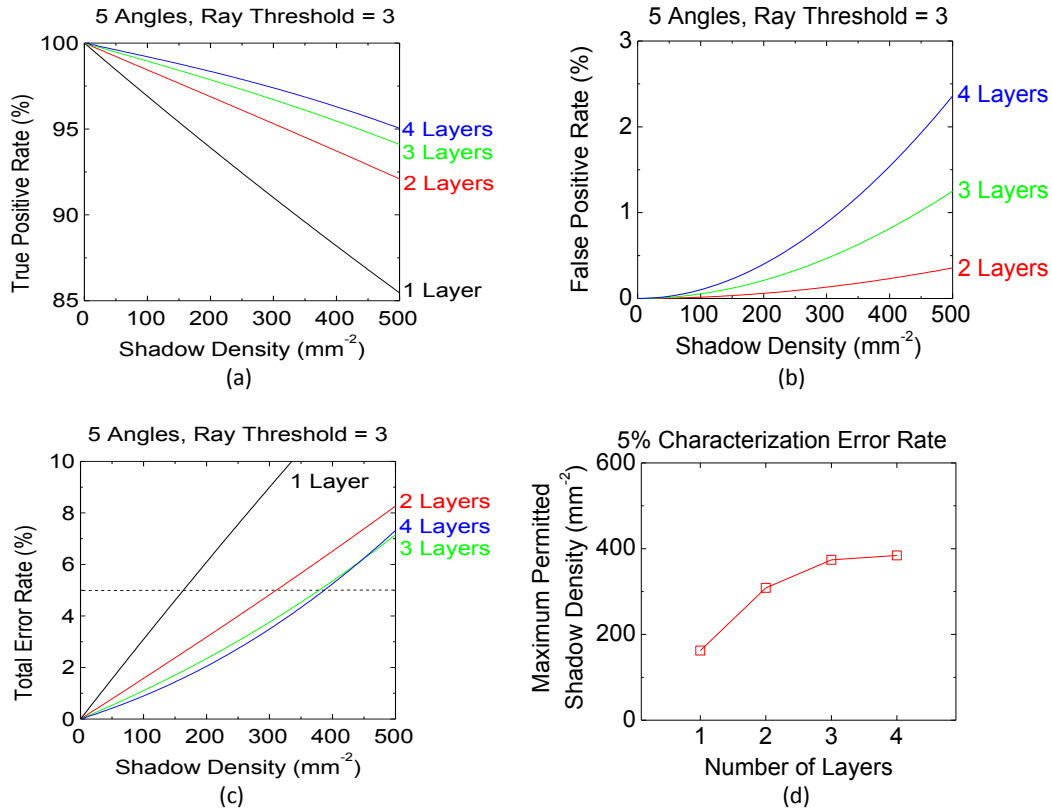 5 Angles, Ray Threshold = 3
True Positive Rate (%)
100
95
90
85
0 100 200 300 400 500
4 Layers
3 Layers
2 Layers
1 Layer
Shadow Density (mm-2)
(a)
5 Angles, Ray Threshold = 3
False Positive Rate (%)
3
2
1
0
0 100 200 300 400 500
4 Layers
3 Layers
2 Layers
Shadow Density (mm-2)
(b)
5 Angles, Ray Threshold = 3
Total Error Rate (%)
10
8
6
4
2
0
0 100 200 300 400 500
1 Layer
2 Layers
4 Layers
3 Layers
Shadow Density (mm-2)
(c)
5% Characterization Error Rate
Maximum Permitted
Shadow Density (mm-2)
600
400
200
0
1 2 3 4
Number of Layers
(d)